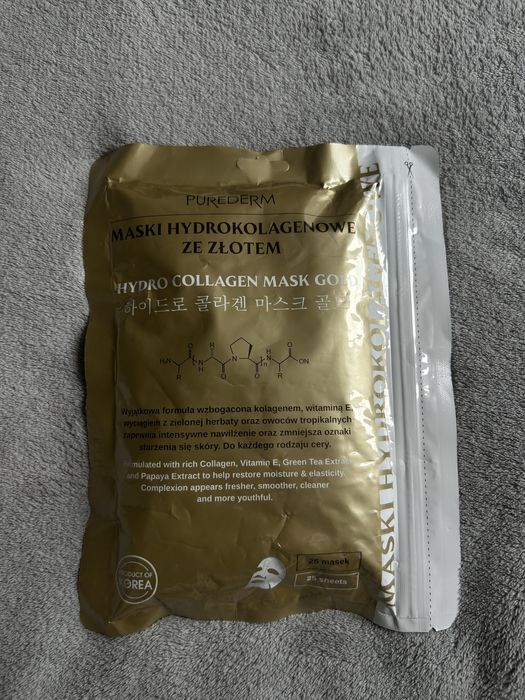 PUREDERM
MASKI HYDROKOLAGENOWE
ZE ZŁOTEM
HYDRO COLLAGEN MASK GOLD
하이드로 콜라겐 마스크 골드
H₂N
R
N
H
H
O
N
O
n
H
N
O
R
ON
O
Wyjątkowa formuła wzbogacona kolagenem, witaminą E,
wyciągiem z zielonej herbaty oraz owoców tropikalnych
zapewnia intensywne nawilżenie oraz zmniejsza oznaki
starzenia się skóry. Do każdego rodzaju cery.
Formulated with rich Collagen, Vitamin E, Green Tea Extract
and Papaya Extract to help restore moisture & elasticity.
Complexion appears fresher, smoother, cleaner
and more youthful.
PRODUCT OF
KOREA
25 masek
25 sheets
MASKI HYDROKOLAGENOWE